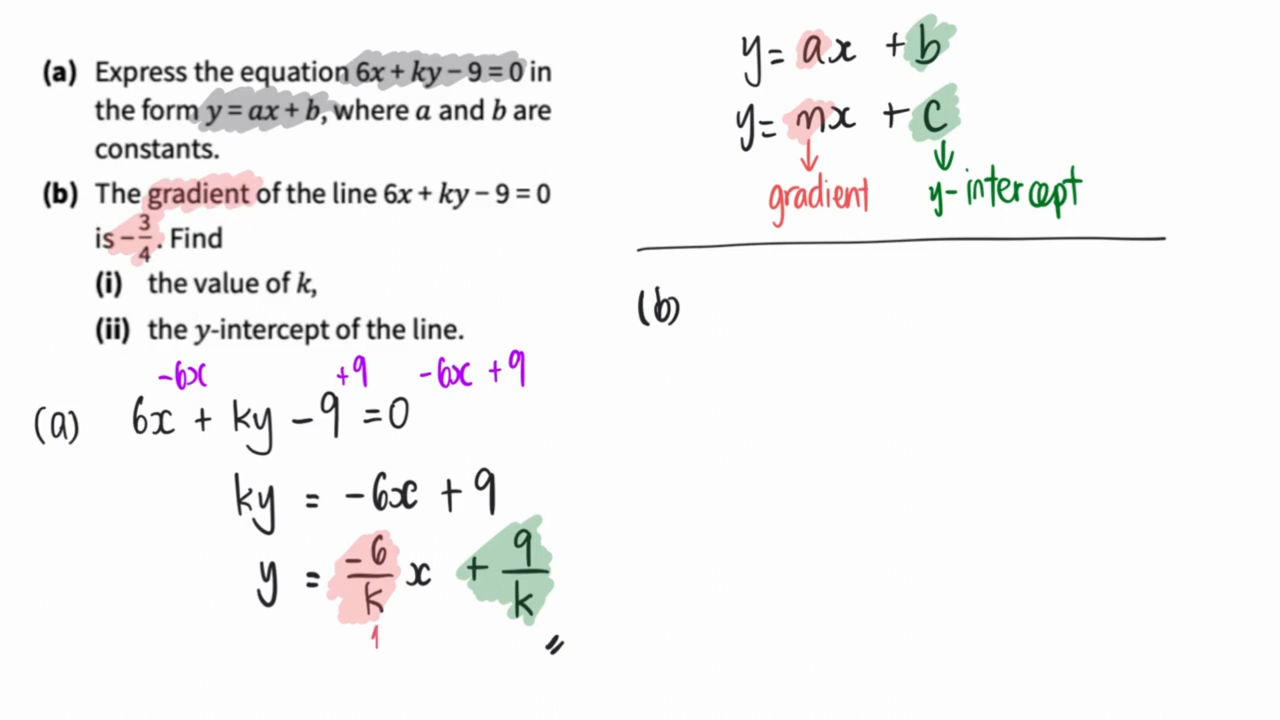 (a) Express the equation 6x + ky − 9 = 0 in
the form y = ax + b, where a and b are
constants.
(b) The gradient of the line 6x + ky − 9 = 0
is −3/4. Find
(i) the value of k,
(ii) the y-intercept of the line.
-6x +9 -6x +9
(a) 6x + ky - 9 = 0
ky = -6x + 9
y = -6/k x + 9/k
1
y = ax + b
y = mx + c
gradient y-intercept
(b)